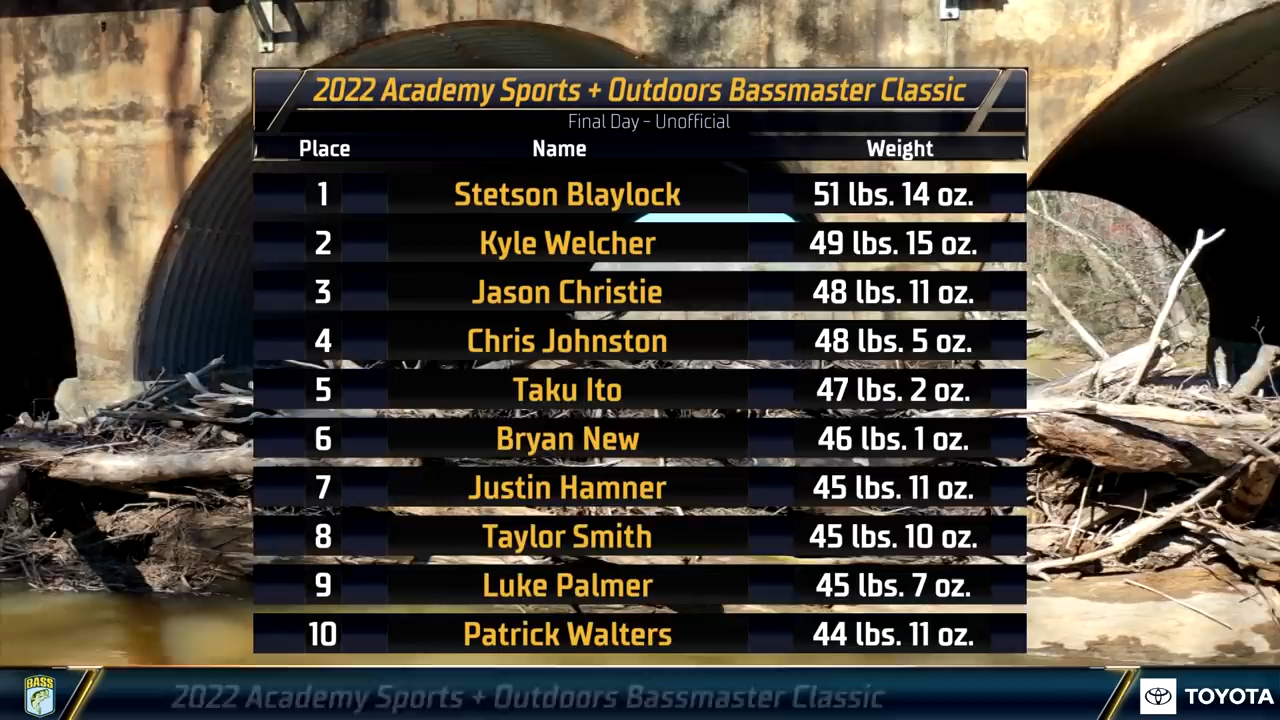 2022 Academy Sports + Outdoors Bassmaster Classic
Final Day - Unofficial
Place Name Weight
1 Stetson Blaylock 51 lbs. 14 oz.
2 Kyle Welcher 49 lbs. 15 oz.
3 Jason Christie 48 lbs. 11 oz.
4 Chris Johnston 48 lbs. 5 oz.
5 Taku Ito 47 lbs. 2 oz.
6 Bryan New 46 lbs. 1 oz.
7 Justin Hamner 45 lbs. 11 oz.
8 Taylor Smith 45 lbs. 10 oz.
9 Luke Palmer 45 lbs. 7 oz.
10 Patrick Walters 44 lbs. 11 oz.
BASS 2022 Academy Sports + Outdoors Bassmaster Classic TOYOTA